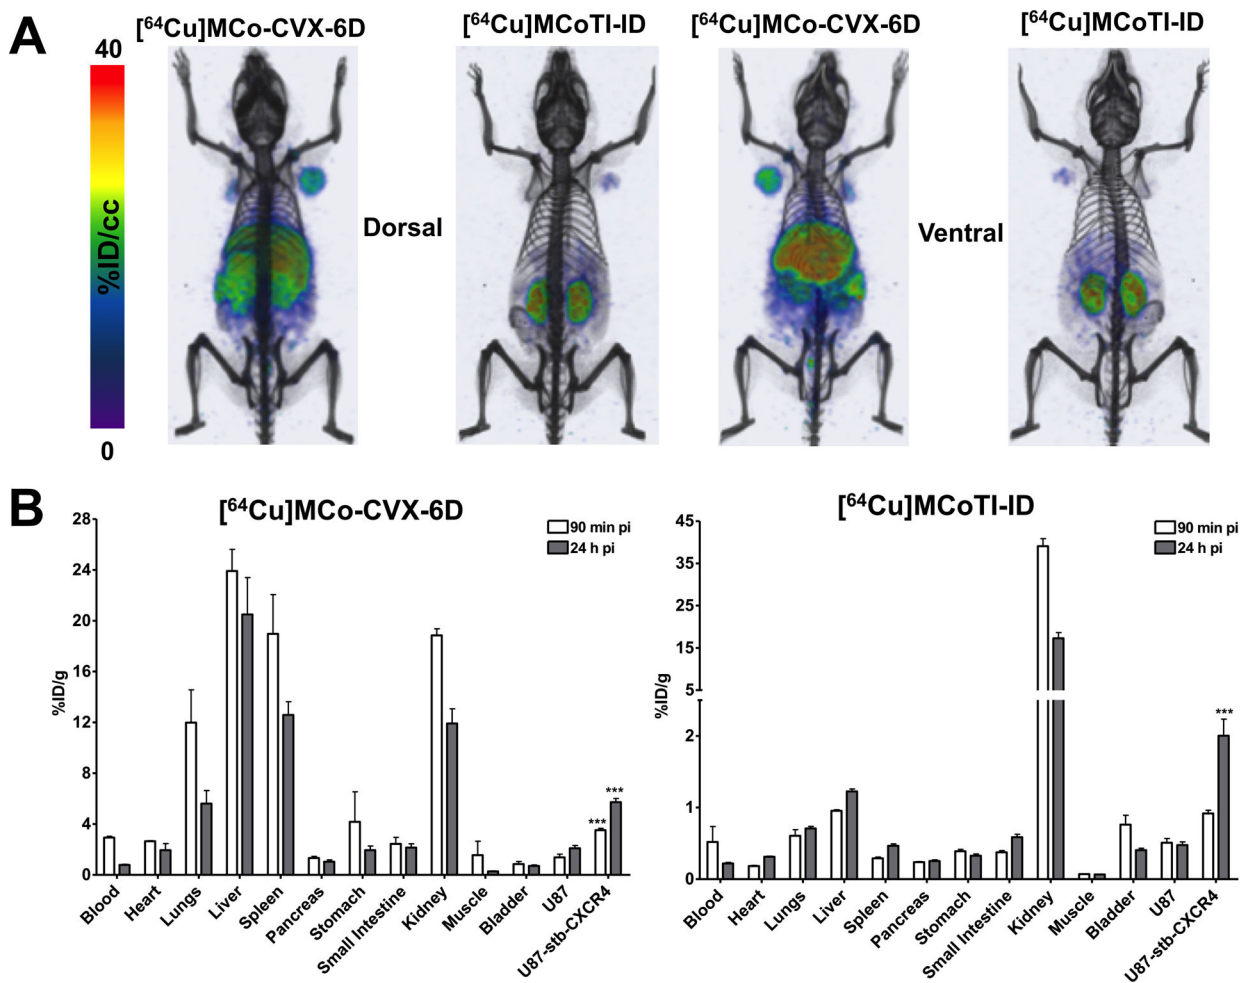 A
[⁶⁴Cu]MCo-CVX-6D
[⁶⁴Cu]MCoTI-ID
[⁶⁴Cu]MCo-CVX-6D
[⁶⁴Cu]MCoTI-ID
40
%ID/cc
0
Dorsal
Ventral
B
[⁶⁴Cu]MCo-CVX-6D
90 min pi
24 h pi
%ID/g
28
24
20
16
12
8
4
0
***
***
Blood
Heart
Lungs
Liver
Spleen
Pancreas
Stomach
Small Intestine
Kidney
Muscle
Bladder
U87
U87-stb-CXCR4
[⁶⁴Cu]MCoTI-ID
90 min pi
24 h pi
%ID/g
45
35
25
15
5
2
1
0
***
Blood
Heart
Lungs
Liver
Spleen
Pancreas
Stomach
Small Intestine
Kidney
Muscle
Bladder
U87
U87-stb-CXCR4